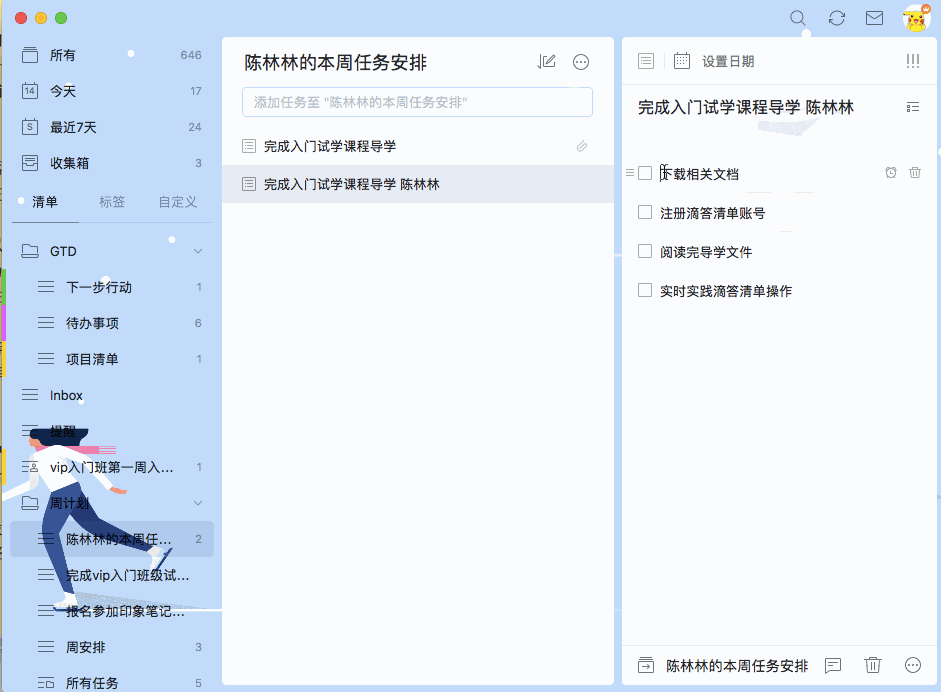 所有 646
14 今天 17
S 最近7天 24
收集箱 3
清单 标签 自定义
GTD
下一步行动 1
待办事项 6
项目清单 1
Inbox
提醒
vip入门班第一周入... 1
周计划
陈林林的本周任... 2
完成vip入门班级试...
报名参加印象笔记...
周安排 3
所有任务 5
陈林林的本周任务安排
添加任务至 "陈林林的本周任务安排"
完成入门试学课程导学
完成入门试学课程导学 陈林林
设置日期
完成入门试学课程导学 陈林林
下载相关文档
注册滴答清单账号
阅读完导学文件
实时实践滴答清单操作
陈林林的本周任务安排